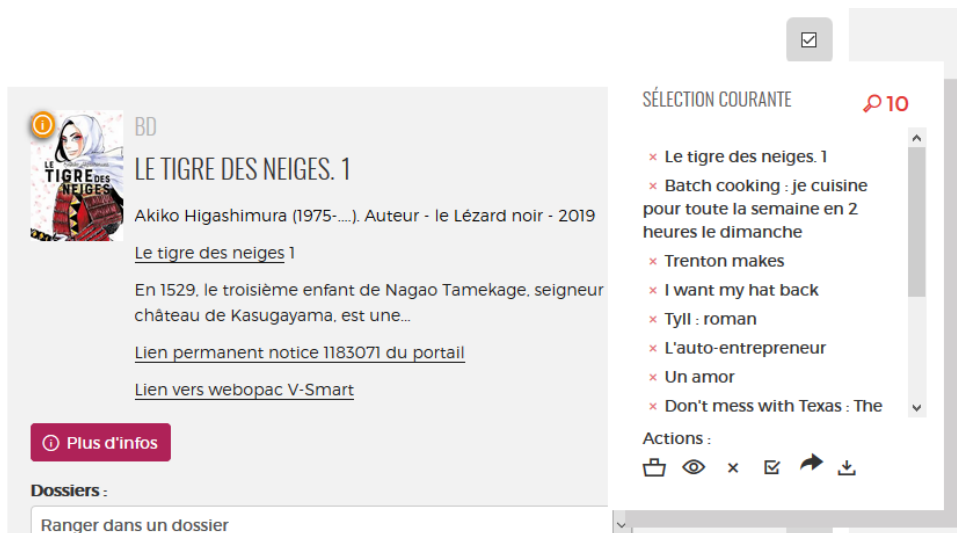 BD
LE TIGRE DES NEIGES. 1
LE
TIGRE DES
NEIGES
Akiko Higashimura (1975-....). Auteur - le Lézard noir - 2019
Le tigre des neiges 1
En 1529, le troisième enfant de Nagao Tamekage, seigneur
château de Kasugayama, est une...
Lien permanent notice 1183071 du portail
Lien vers webopac V-Smart
Plus d'infos
Dossiers :
Ranger dans un dossier
SÉLECTION COURANTE
10
× Le tigre des neiges. 1
× Batch cooking : je cuisine
pour toute la semaine en 2
heures le dimanche
× Trenton makes
× I want my hat back
× Tyll : roman
× L'auto-entrepreneur
× Un amor
× Don't mess with Texas : The
Actions :